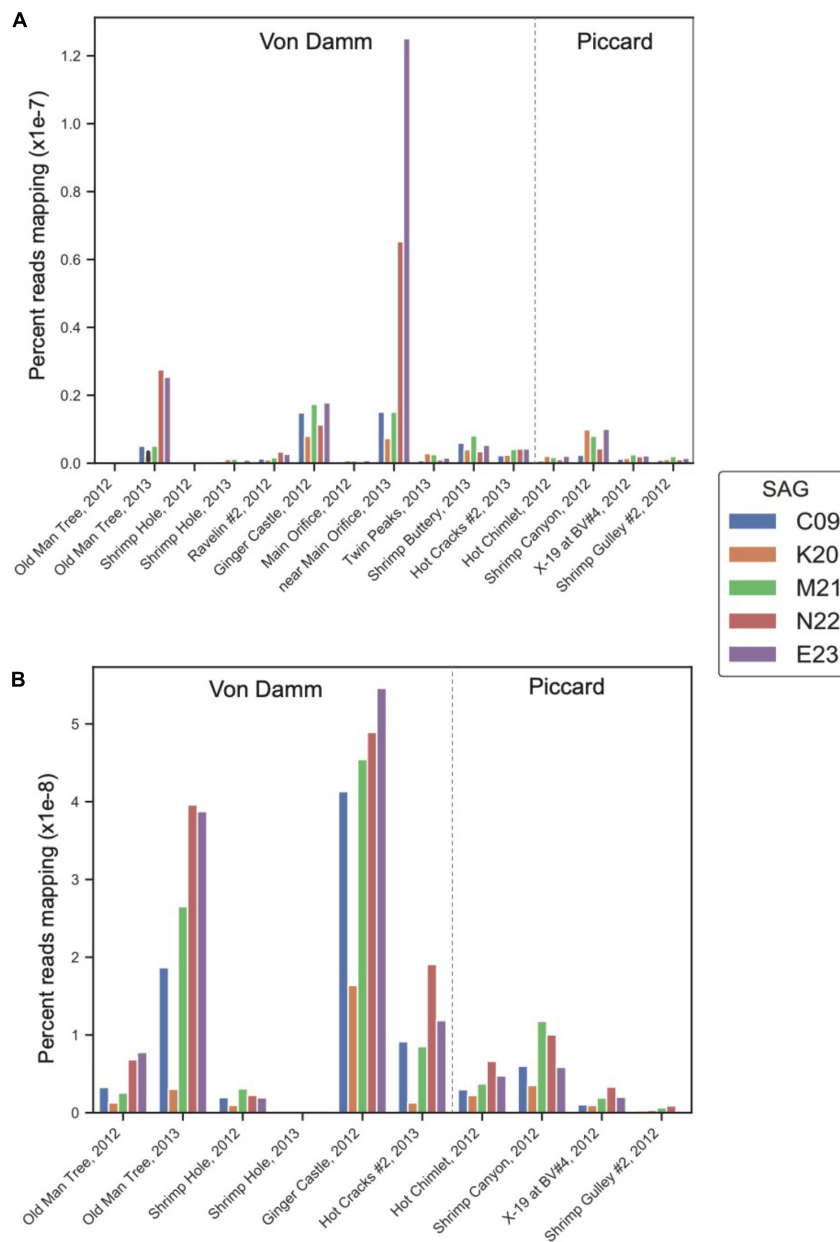 A
Von Damm
Piccard
Percent reads mapping (x1e-7)
1.2
1.0
0.8
0.6
0.4
0.2
0.0
Old Man Tree, 2012
Old Man Tree, 2013
Shrimp Hole, 2012
Shrimp Hole, 2013
Ravelin #2, 2012
Ginger Castle, 2012
Main Orifice, 2012
near Main Orifice, 2013
Twin Peaks, 2013
Shrimp Buttery, 2013
Hot Cracks #2, 2013
Hot Chimlet, 2012
Shrimp Canyon, 2012
X-19 at BV#4, 2012
Shrimp Gulley #2, 2012
SAG
C09
K20
M21
N22
E23
B
Von Damm
Piccard
Percent reads mapping (x1e-8)
5
4
3
2
1
0
Old Man Tree, 2012
Old Man Tree, 2013
Shrimp Hole, 2012
Shrimp Hole, 2013
Ginger Castle, 2012
Hot Cracks #2, 2013
Hot Chimlet, 2012
Shrimp Canyon, 2012
X-19 at BV#4, 2012
Shrimp Gulley #2, 2012